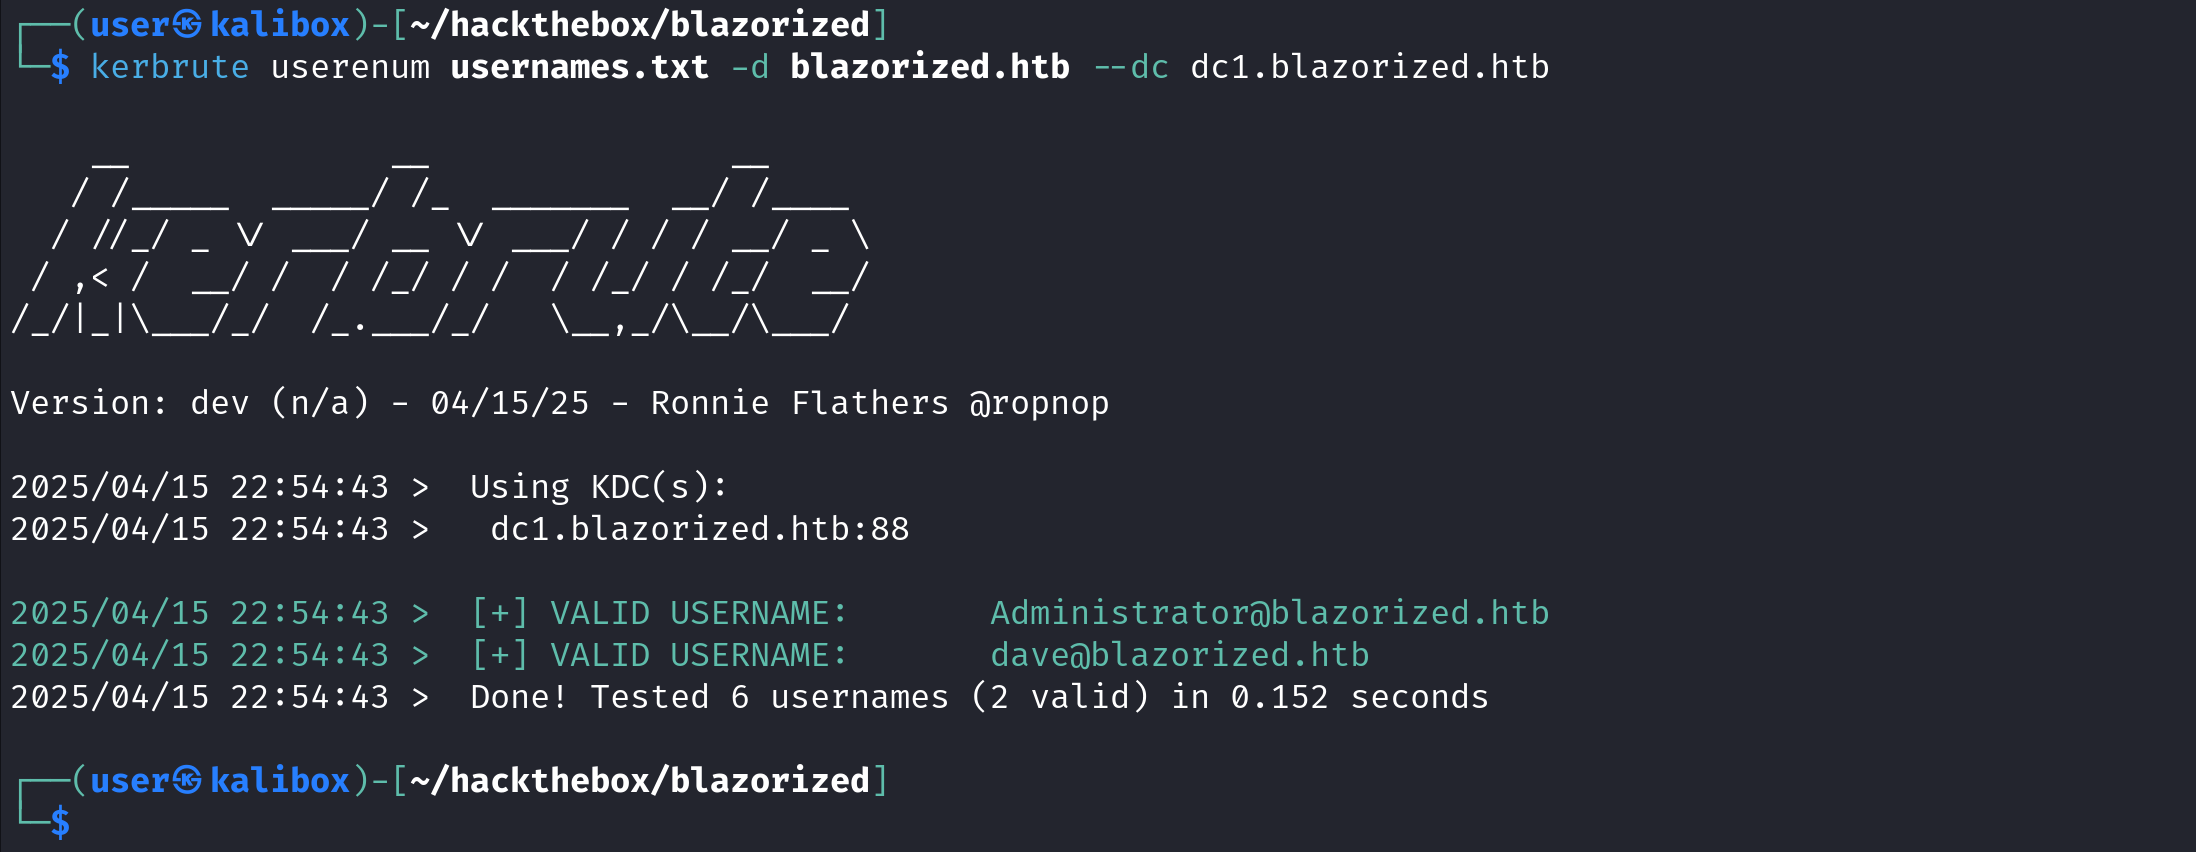 ┌──(user㉿kalibox)-[~/hackthebox/blazorized]
└─$ kerbrute userenum usernames.txt -d blazorized.htb --dc dc1.blazorized.htb
    __             __               __
   / /_____  _____/ /_  _______  __/ /____
  / //_/ _ \/ ___/ __ \/ ___/ / / / __/ _ \
 / ,< /  __/ /  / /_/ / /  / /_/ / /_/  __/
/_/|_|\___/_/  /_.___/_/   \__,_/\__/\___/
Version: dev (n/a) - 04/15/25 - Ronnie Flathers @ropnop
2025/04/15 22:54:43 >  Using KDC(s):
2025/04/15 22:54:43 >   dc1.blazorized.htb:88
2025/04/15 22:54:43 >  [+] VALID USERNAME:       Administrator@blazorized.htb
2025/04/15 22:54:43 >  [+] VALID USERNAME:       dave@blazorized.htb
2025/04/15 22:54:43 >  Done! Tested 6 usernames (2 valid) in 0.152 seconds
┌──(user㉿kalibox)-[~/hackthebox/blazorized]
└─$